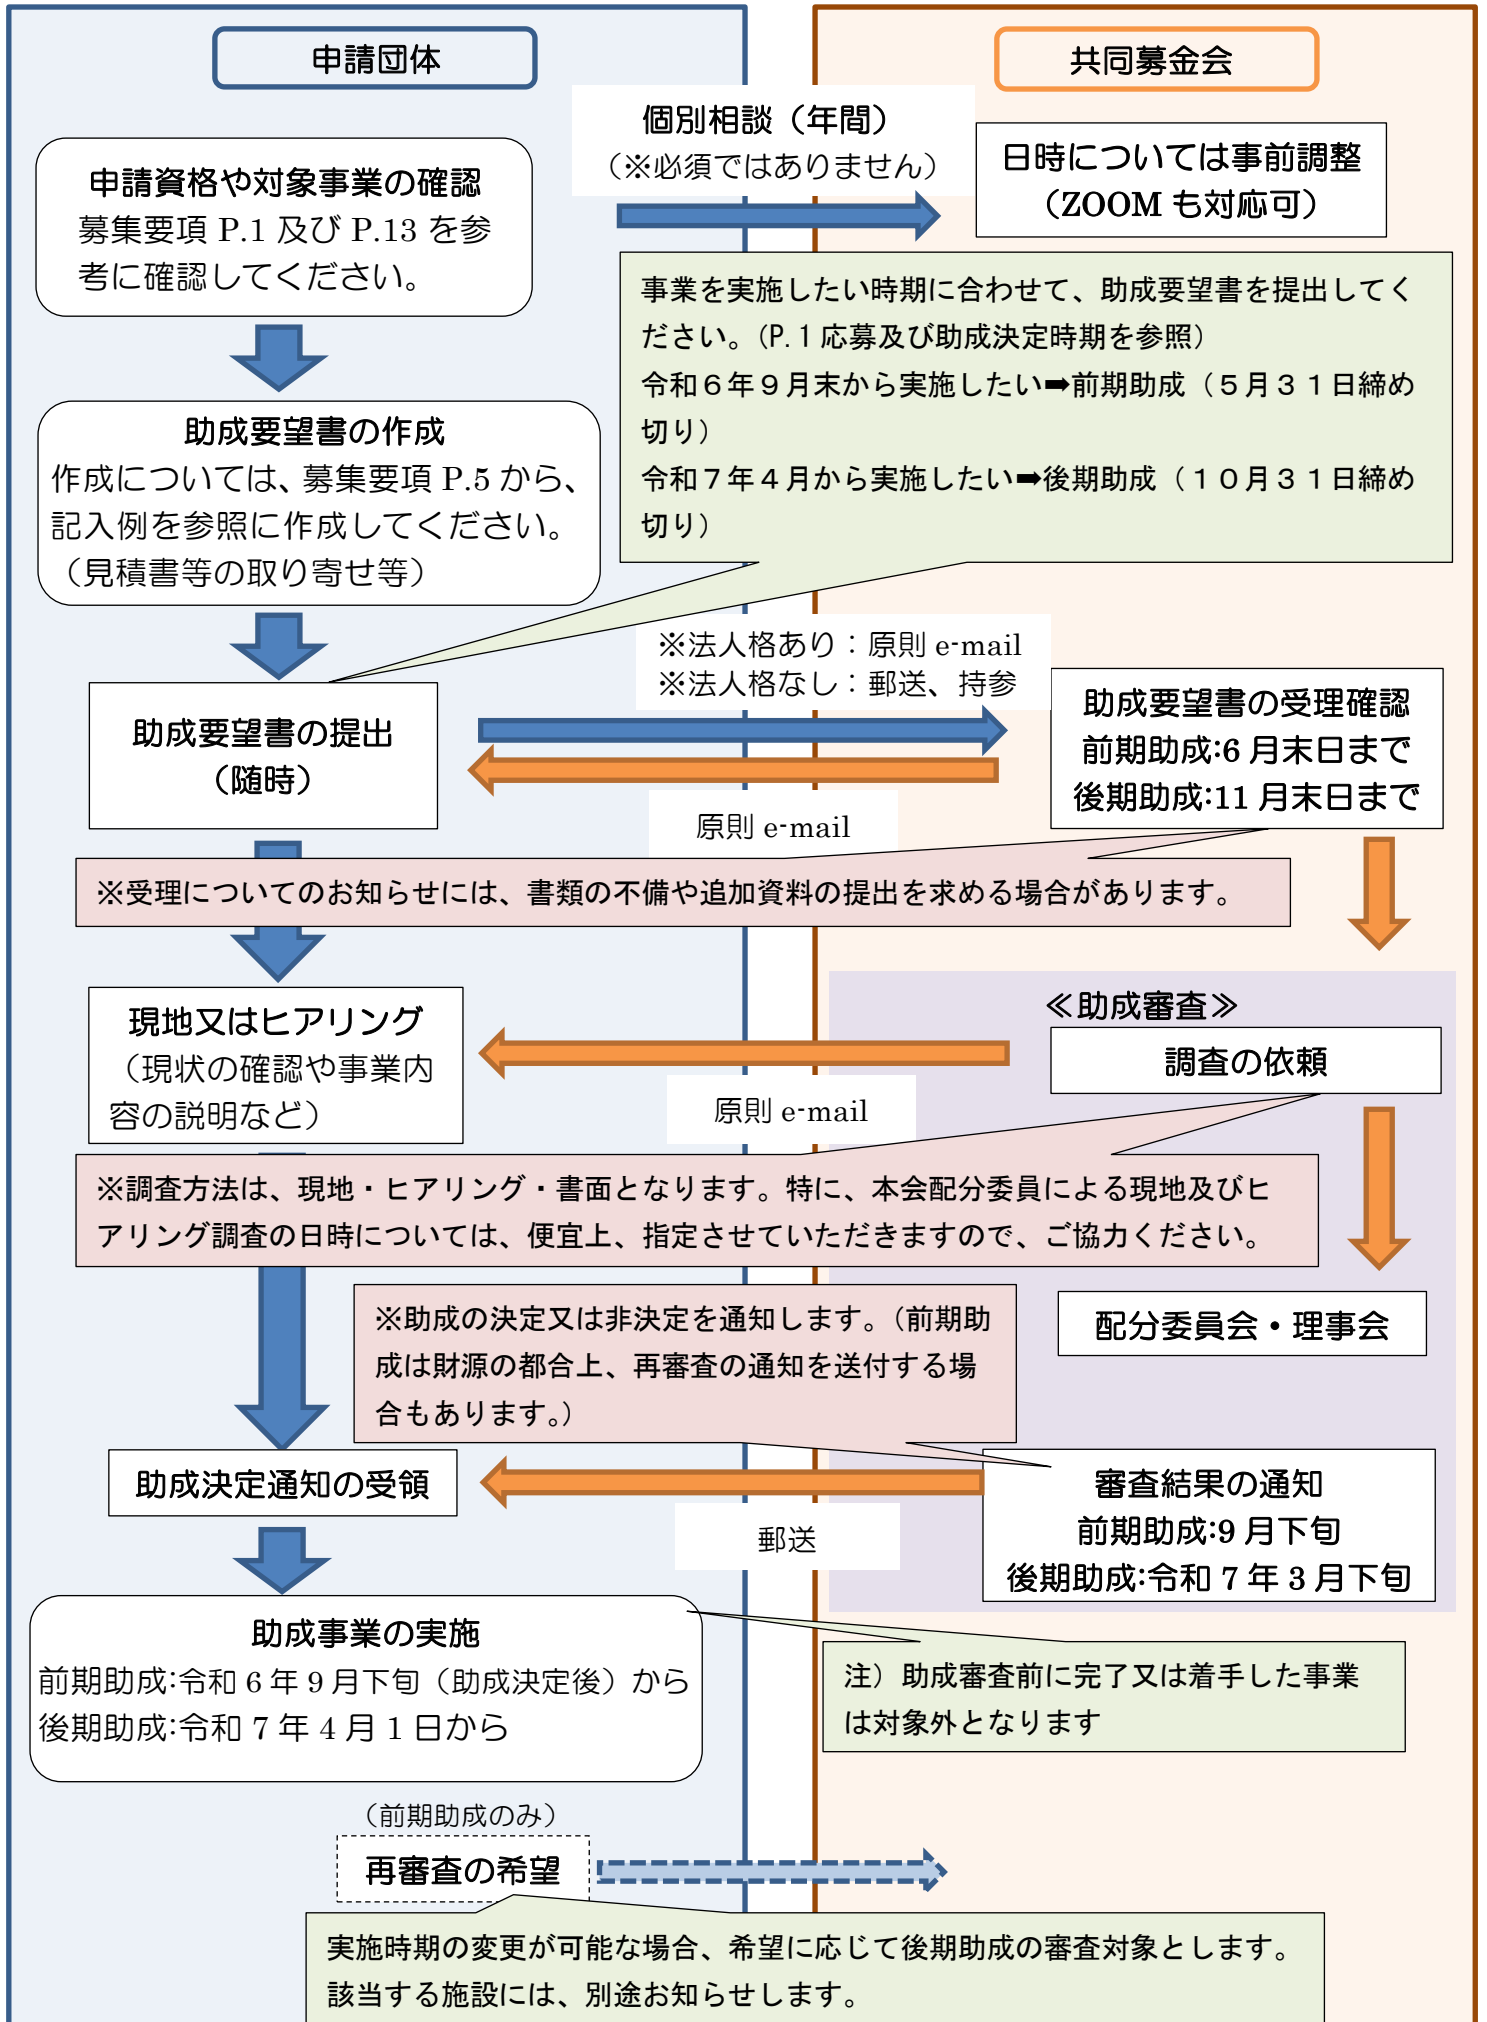 申請団体
共同募金会
個別相談（年間）
（※必須ではありません）
日時については事前調整
（ZOOM も対応可）
申請資格や対象事業の確認
募集要項 P.1 及び P.13 を参
考に確認してください。
事業を実施したい時期に合わせて、助成要望書を提出してく
ださい。（P.1 応募及び助成決定時期を参照）
令和６年９月末から実施したい➡前期助成（５月３１日締め
切り）
令和７年４月から実施したい➡後期助成（１０月３１日締め
切り）
助成要望書の作成
作成については、募集要項 P.5 から、
記入例を参照に作成してください。
（見積書等の取り寄せ等）
※法人格あり：原則 e-mail
※法人格なし：郵送、持参
助成要望書の提出
（随時）
助成要望書の受理確認
前期助成:6 月末日まで
後期助成:11 月末日まで
原則 e-mail
※受理についてのお知らせには、書類の不備や追加資料の提出を求める場合があります。
≪助成審査≫
現地又はヒアリング
（現状の確認や事業内
容の説明など）
調査の依頼
原則 e-mail
※調査方法は、現地・ヒアリング・書面となります。特に、本会配分委員による現地及びヒ
アリング調査の日時については、便宜上、指定させていただきますので、ご協力ください。
※助成の決定又は非決定を通知します。（前期助
成は財源の都合上、再審査の通知を送付する場
合もあります。）
配分委員会・理事会
助成決定通知の受領
審査結果の通知
前期助成:9 月下旬
後期助成:令和 7 年 3 月下旬
郵送
助成事業の実施
前期助成:令和 6 年 9 月下旬（助成決定後）から
後期助成:令和 7 年 4 月 1 日から
注）助成審査前に完了又は着手した事業
は対象外となります
（前期助成のみ）
再審査の希望
実施時期の変更が可能な場合、希望に応じて後期助成の審査対象とします。
該当する施設には、別途お知らせします。